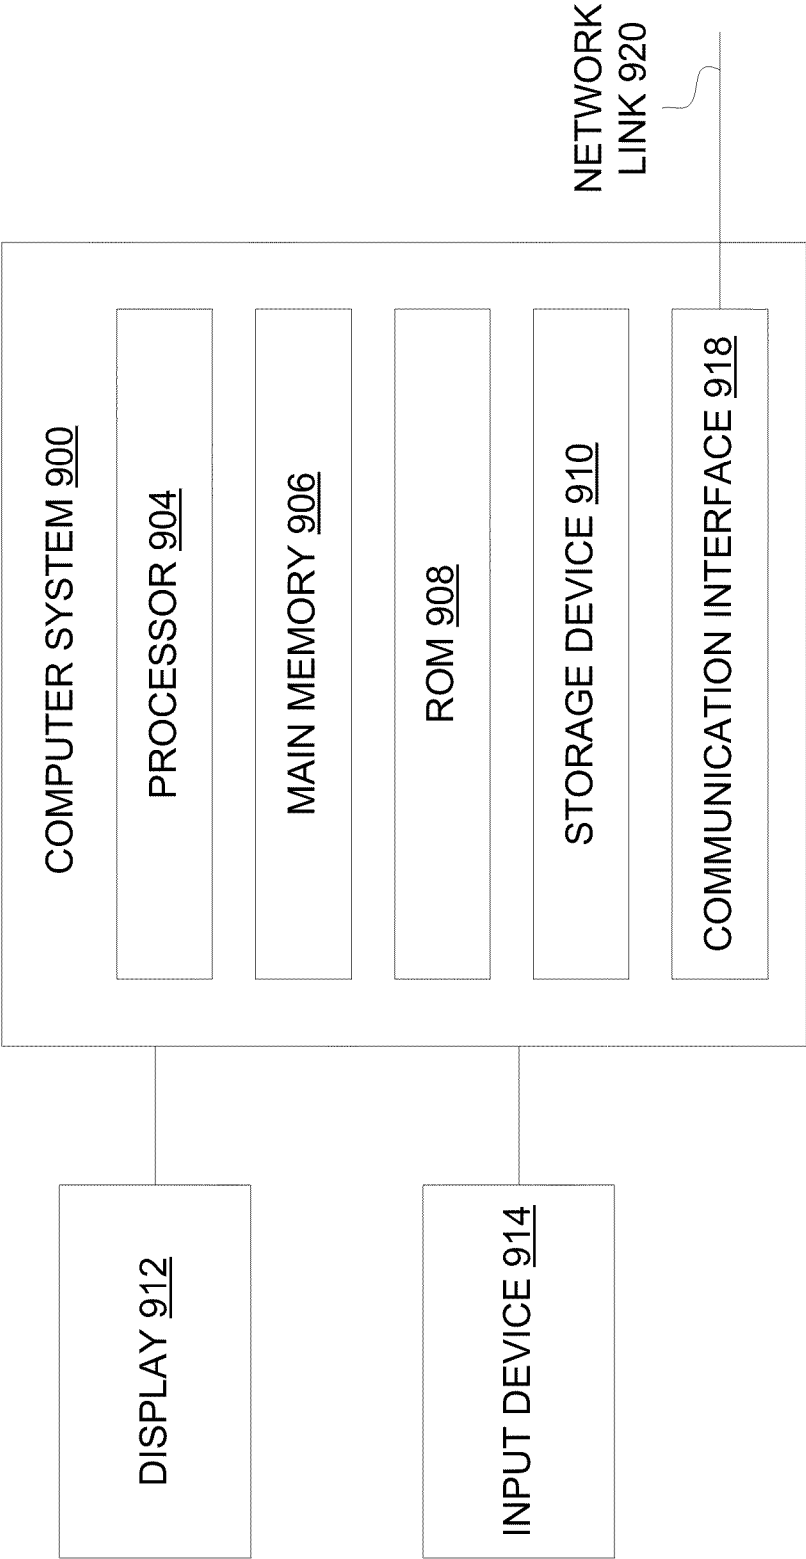 COMPUTER SYSTEM 900
PROCESSOR 904
MAIN MEMORY 906
ROM 908
STORAGE DEVICE 910
COMMUNICATION INTERFACE 918
DISPLAY 912
INPUT DEVICE 914
NETWORK
LINK 920